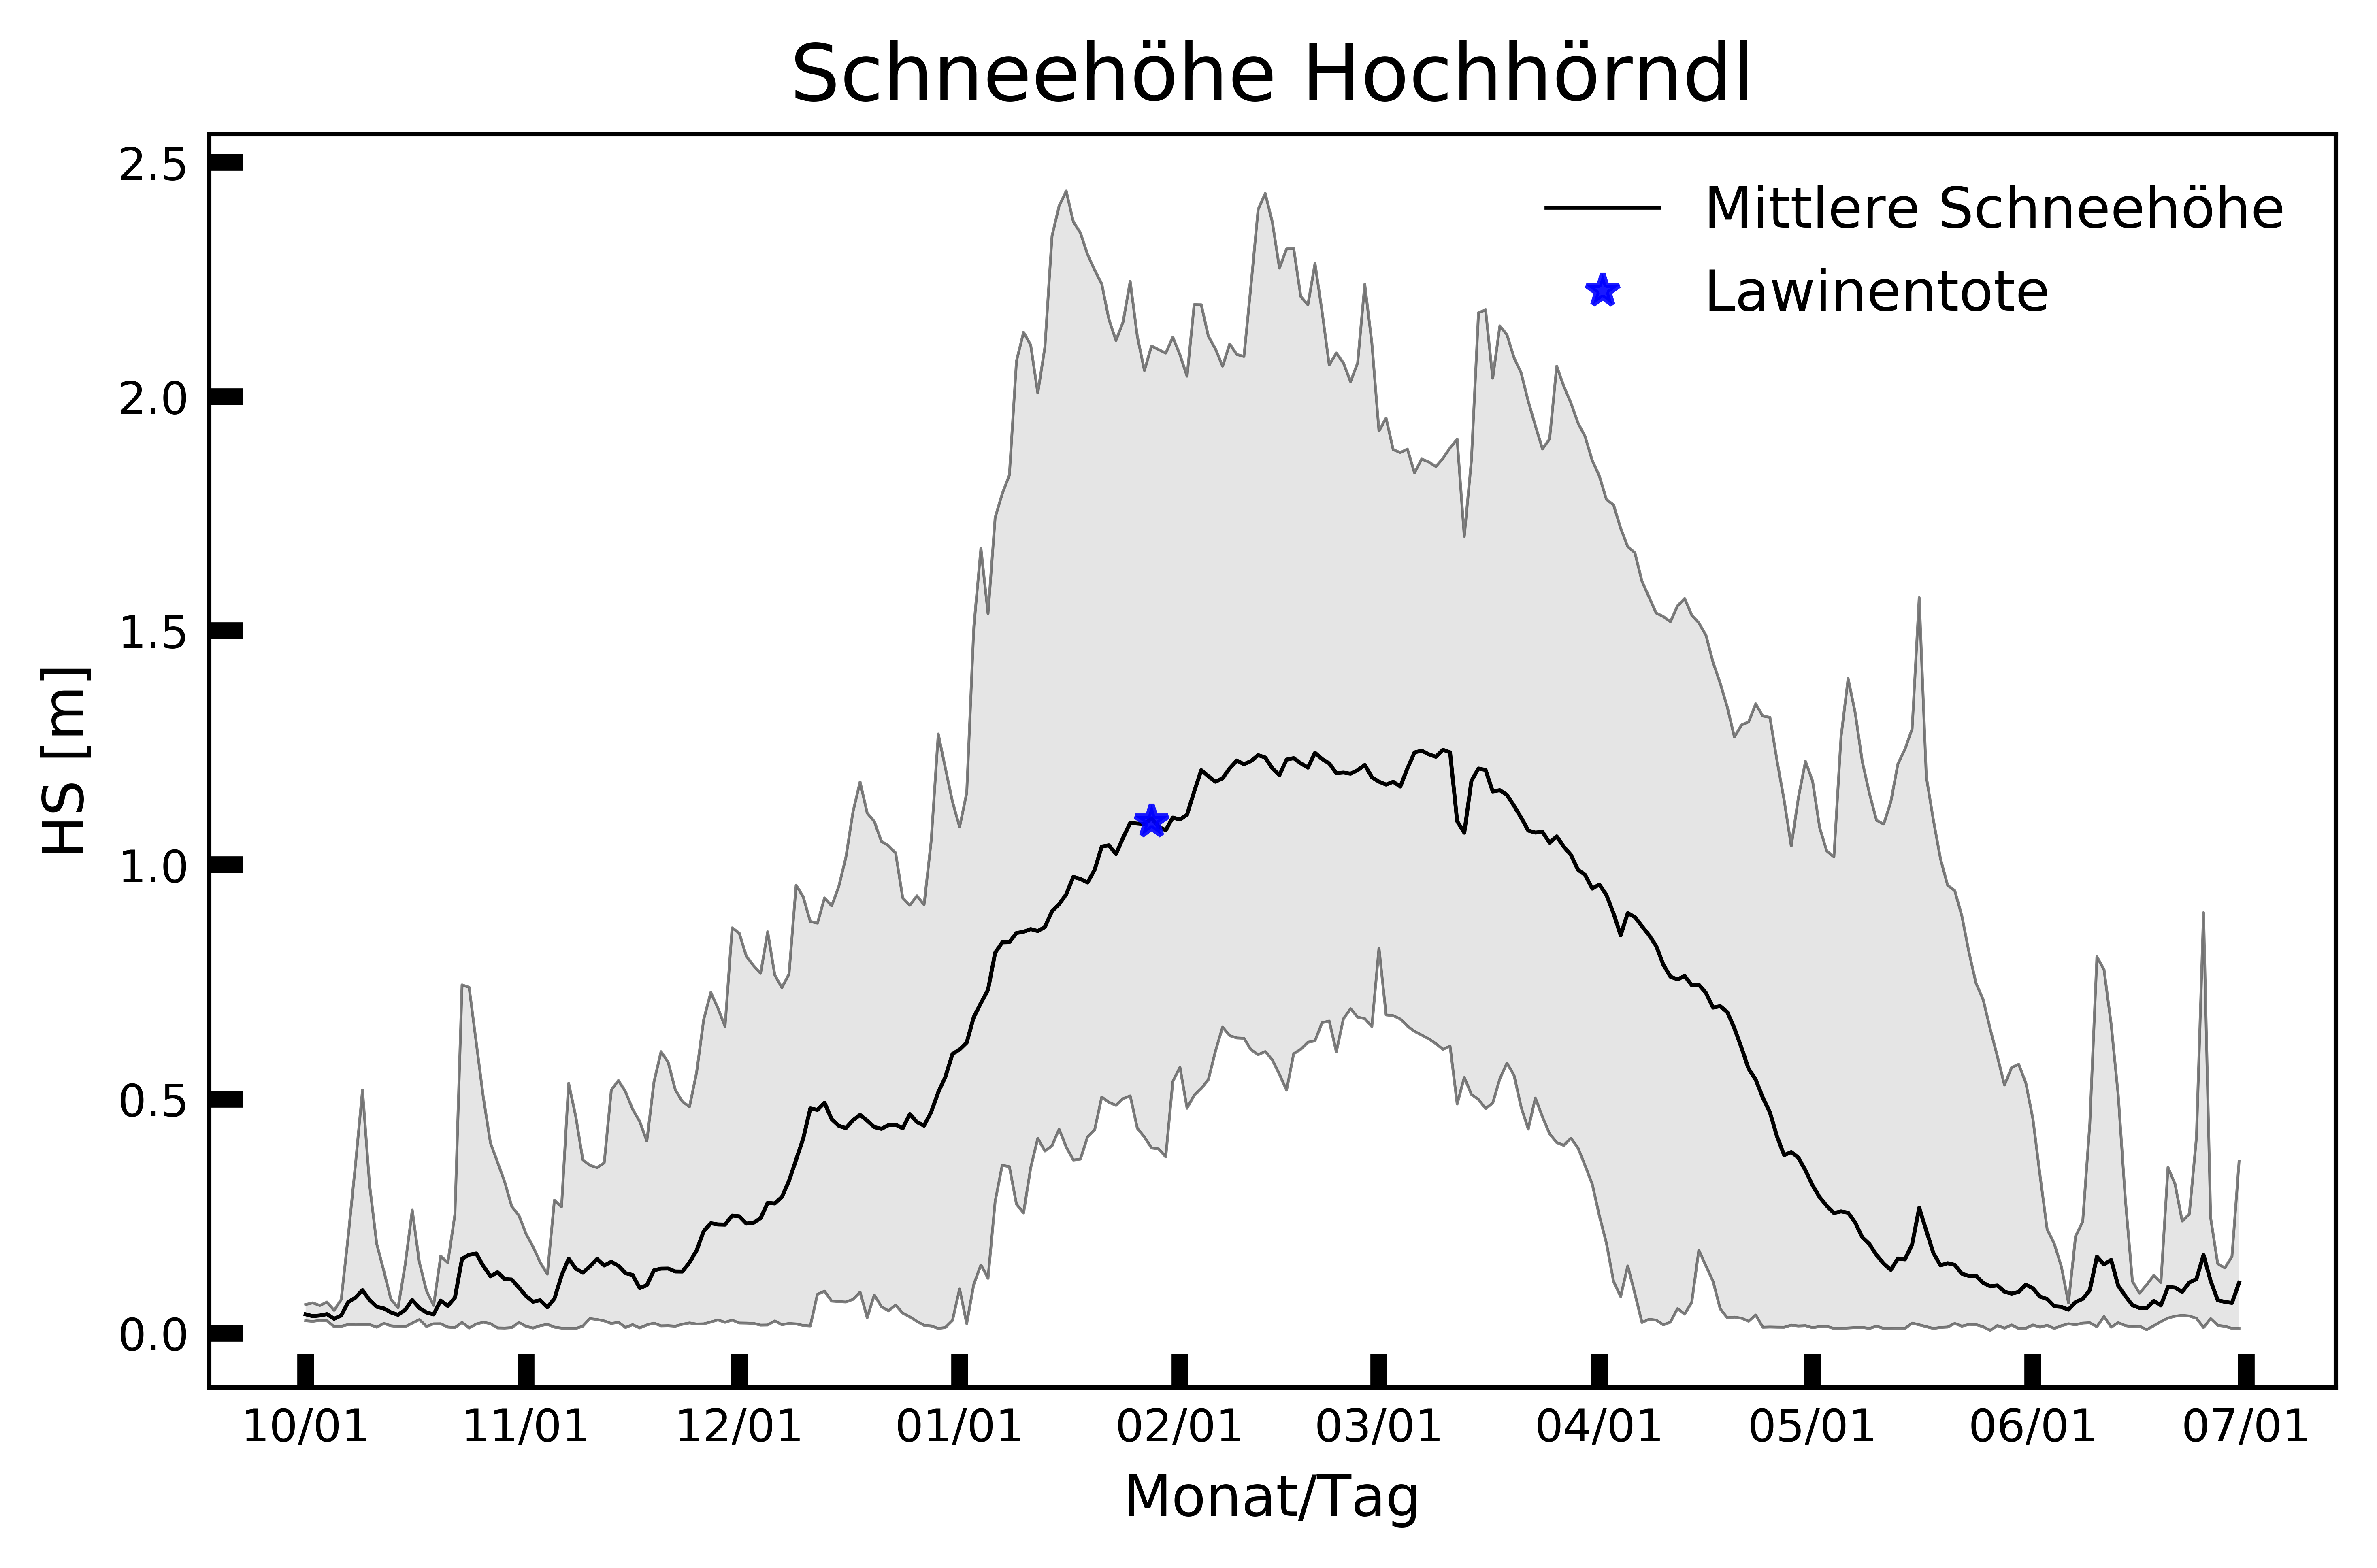 Schneehöhe Hochhörndl
Mittlere Schneehöhe
Lawinentote
HS [m]
2.5
2.0
1.5
1.0
0.5
0.0
10/01 11/01 12/01 01/01 02/01 03/01 04/01 05/01 06/01 07/01
Monat/Tag